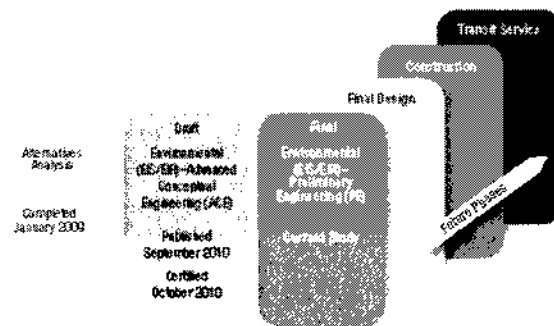 Transit Service
Construction
Final Design
Future Phases
Alternatives
Analysis
Completed
January 2009
Draft
Environmental
(EIS/EIR)–Advanced
Conceptual
Engineering (ACE)
Published
September 2010
Certified
October 2010
Final
Environmental
(EIS/EIR)–
Preliminary
Engineering (PE)
Current Study